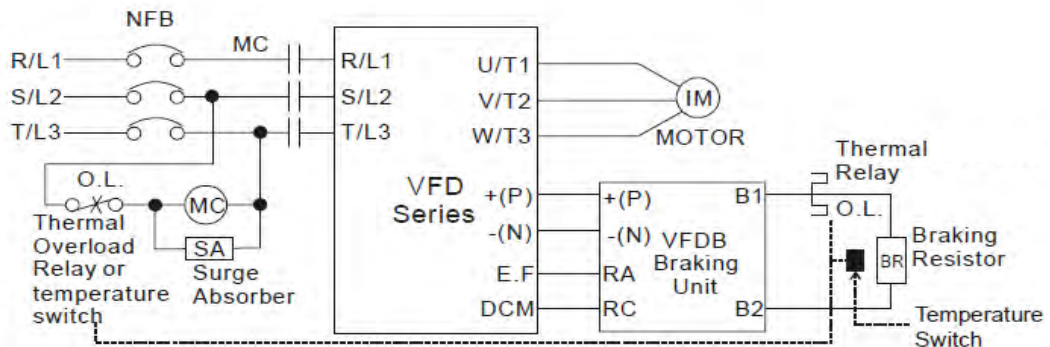 NFB
MC
R/L1
S/L2
T/L3
R/L1
S/L2
T/L3
U/T1
V/T2
W/T3
IM
MOTOR
O.L.
MC
SA
Thermal
Overload
Relay or
temperature
switch
Surge
Absorber
VFD
Series
+(P)
-(N)
E.F
DCM
+(P)
-(N)
RA
RC
VFDB
Braking
Unit
B1
B2
Thermal
Relay
O.L.
BR
Braking
Resistor
Temperature
Switch